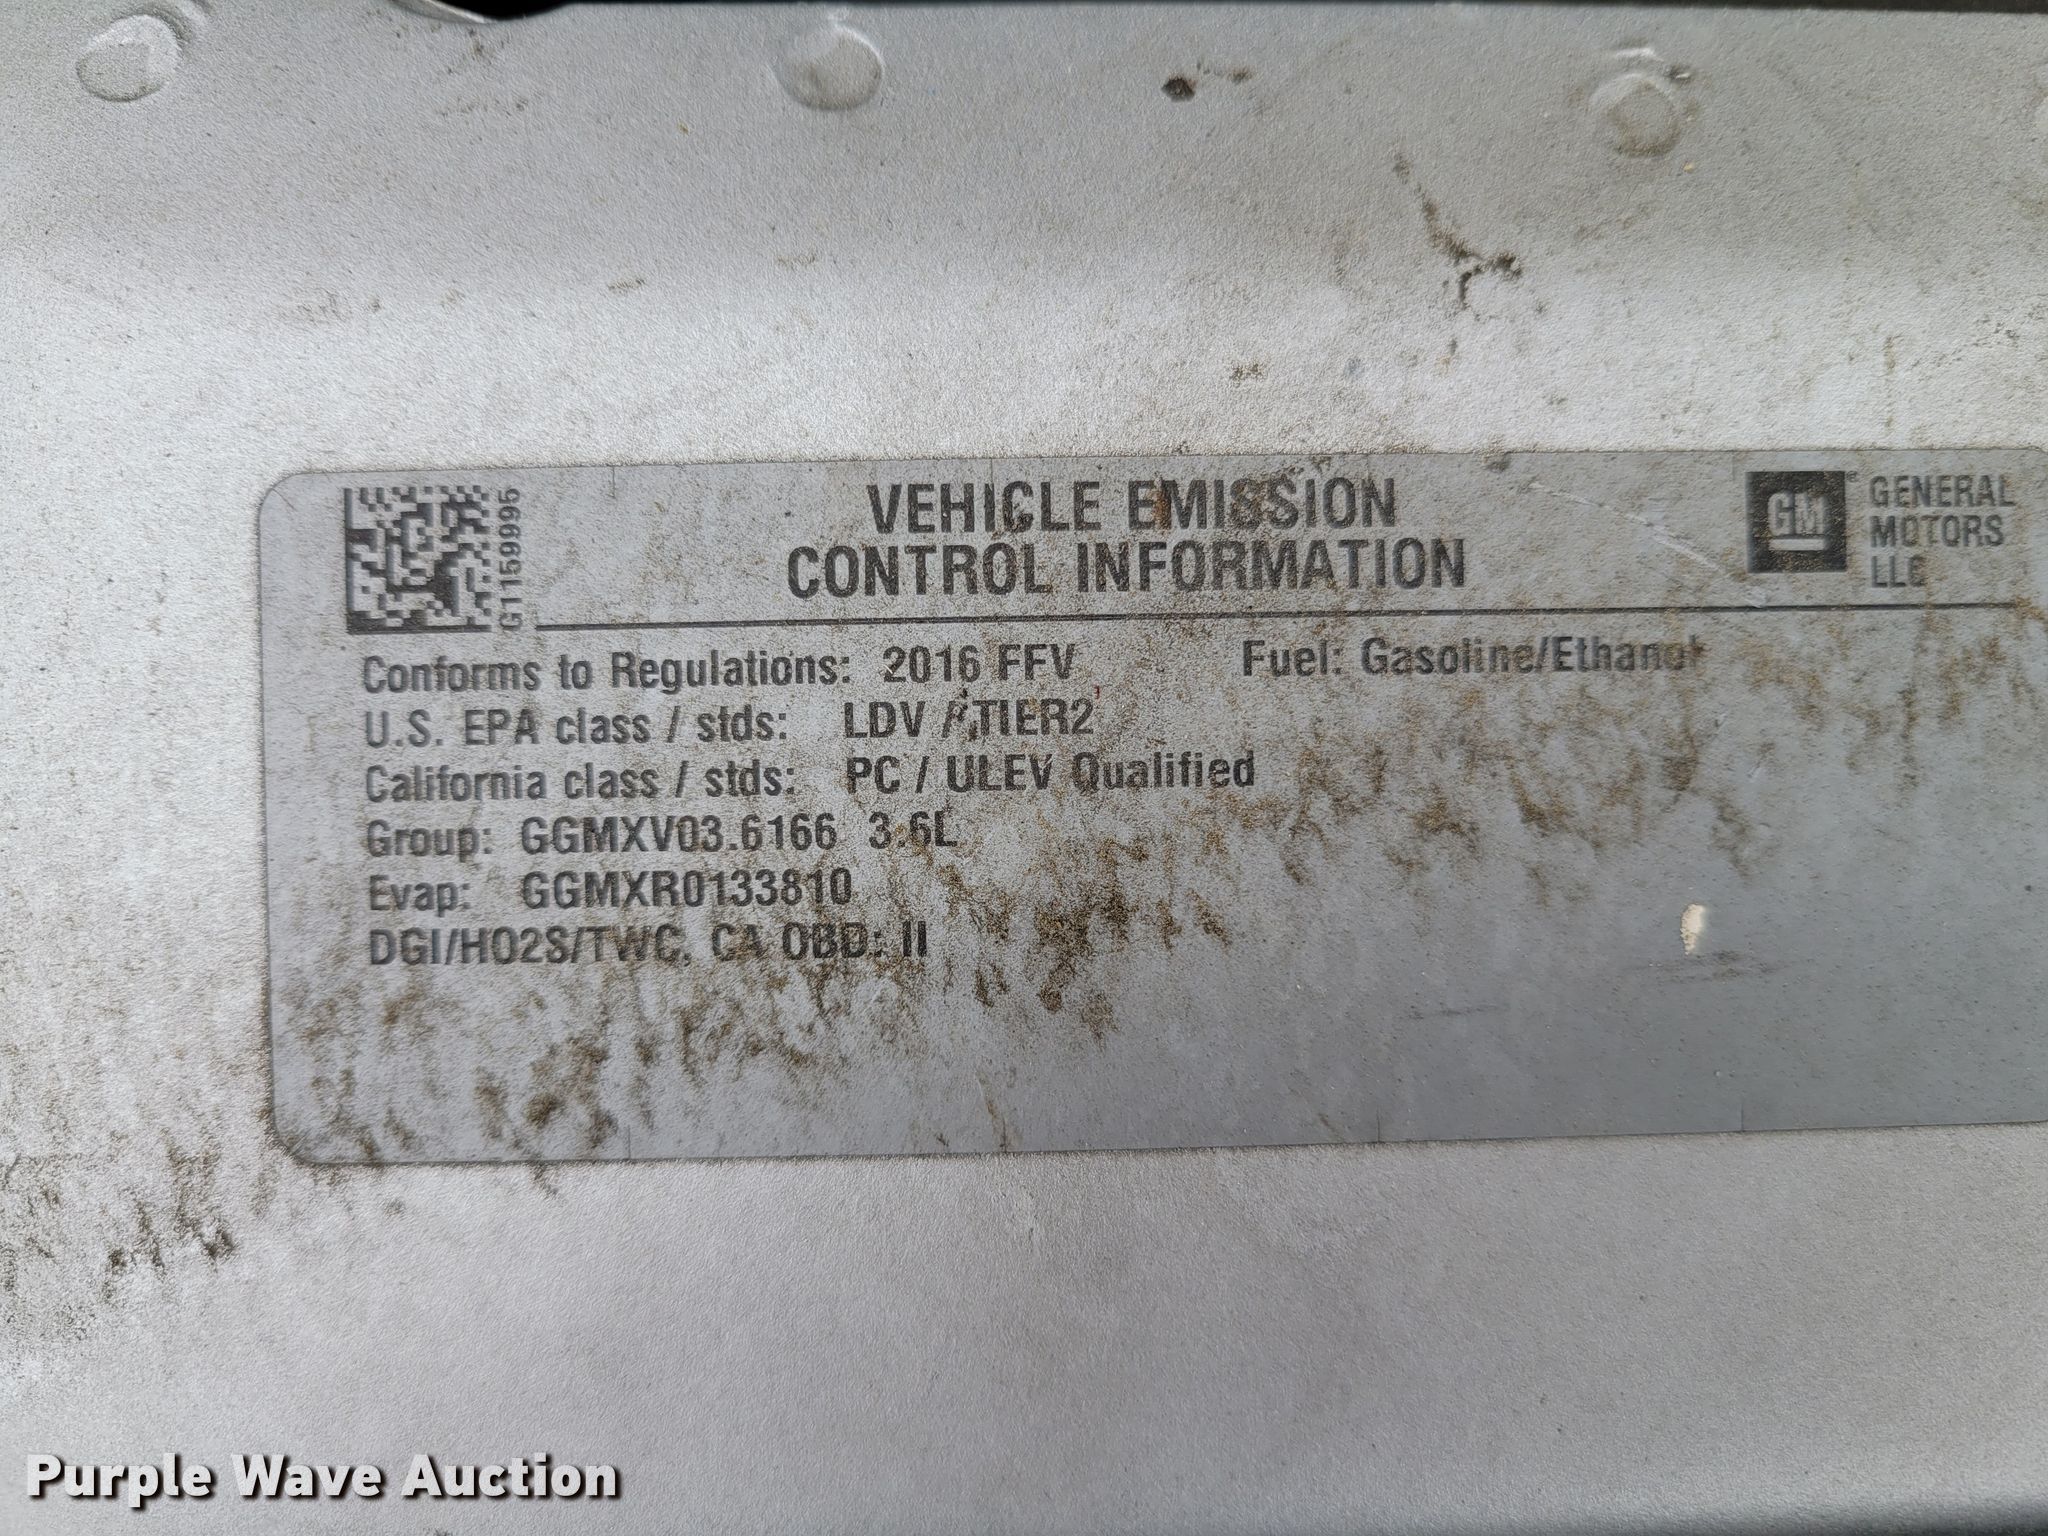 G1159995
VEHICLE EMISSION
CONTROL INFORMATION
GM
GENERAL
MOTORS
LLC
Conforms to Regulations: 2016 FFV Fuel: Gasoline/Ethanol
U.S. EPA class / stds: LDV / TIER2
California class / stds: PC / ULEV Qualified
Group: GGMXV03.6166 3.6L
Evap: GGMXR0133810
DGI/HO2S/TWC, CA OBD: II
Purple Wave Auction